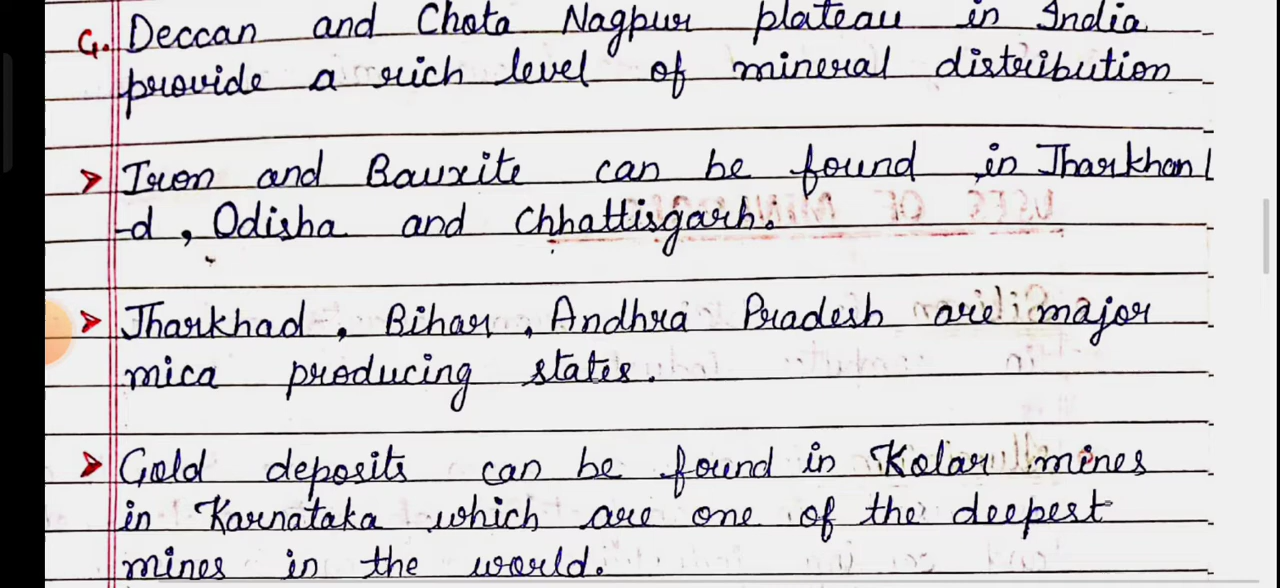 G. Deccan and Chota Nagpur plateau in India
provide a rich level of mineral distribution
➤ Iron and Bauxite can be found in Jharkhan
-d, Odisha and Chhattisgarh.
➤ Jharkhad, Bihar, Andhra Pradesh are major
mica producing states.
➤ Gold deposits can be found in Kolar mines
in Karnataka which are one of the deepest
mines in the world.